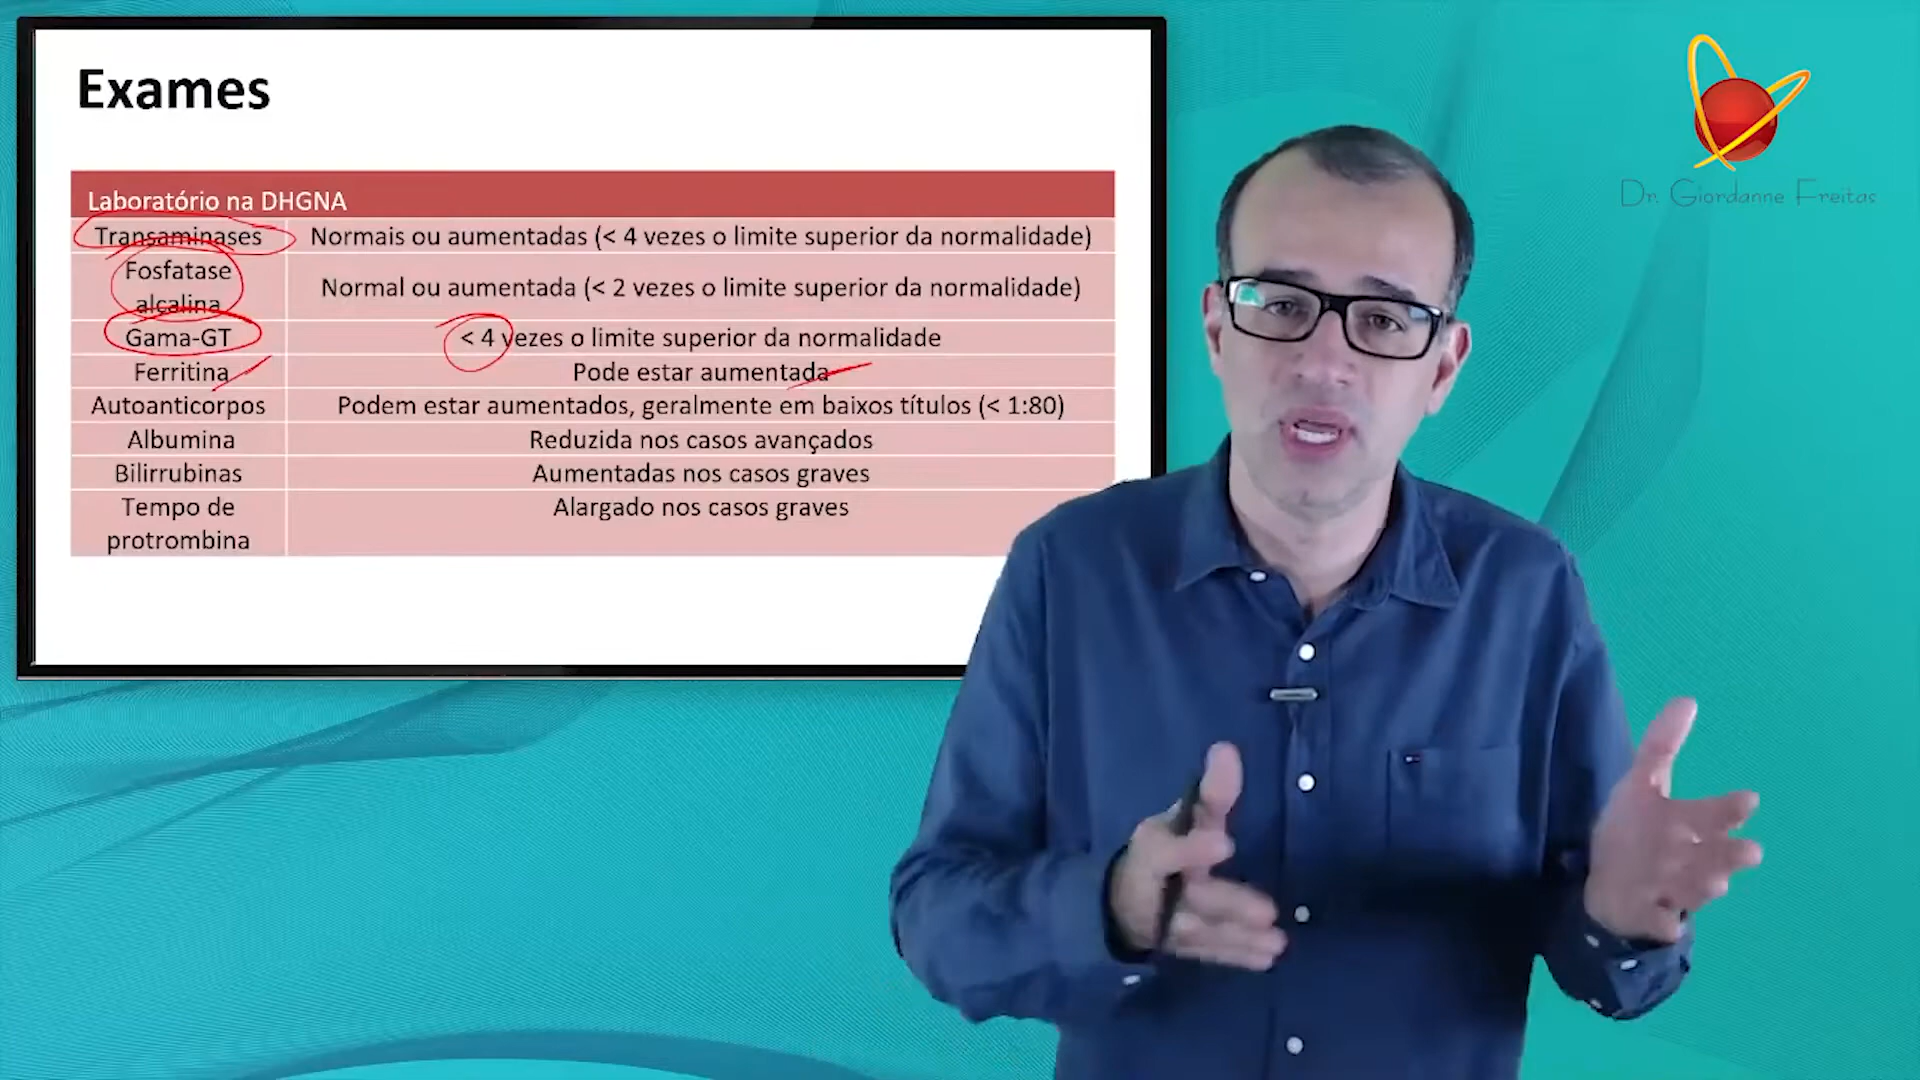 Exames
Laboratório na DHGNA
Transaminases Normais ou aumentadas (< 4 vezes o limite superior da normalidade)
Fosfatase
alcalina Normal ou aumentada (< 2 vezes o limite superior da normalidade)
Gama-GT < 4 vezes o limite superior da normalidade
Ferritina Pode estar aumentada
Autoanticorpos Podem estar aumentados, geralmente em baixos títulos (< 1:80)
Albumina Reduzida nos casos avançados
Bilirrubinas Aumentadas nos casos graves
Tempo de Alargado nos casos graves
protrombina
Dr. Giordanne Freitas